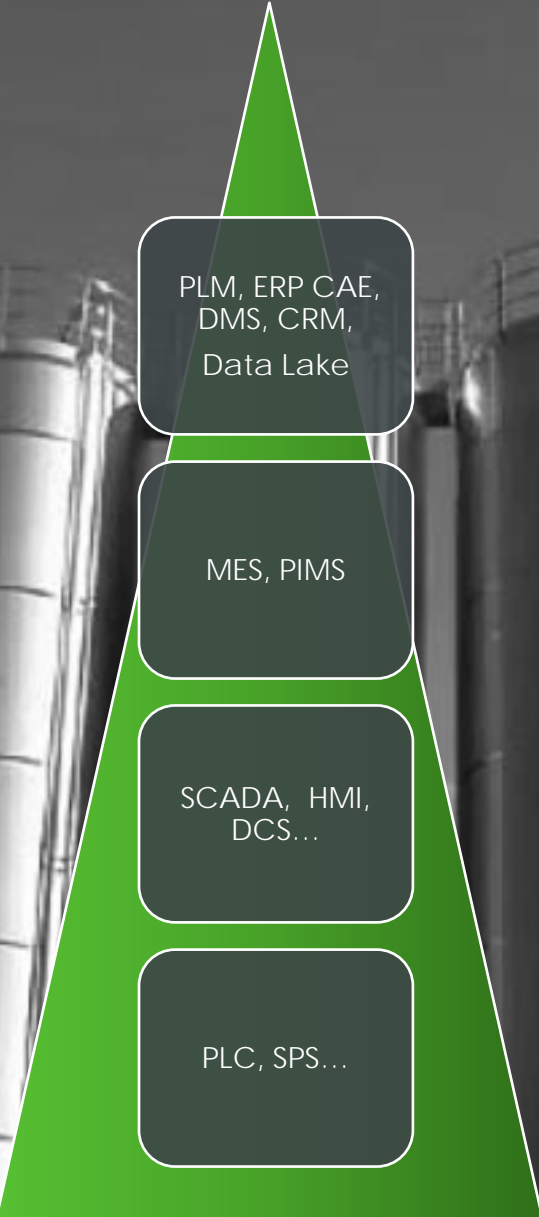 PLM, ERP CAE,
DMS, CRM,
Data Lake
MES, PIMS
SCADA,  HMI,
DCS…
PLC, SPS…